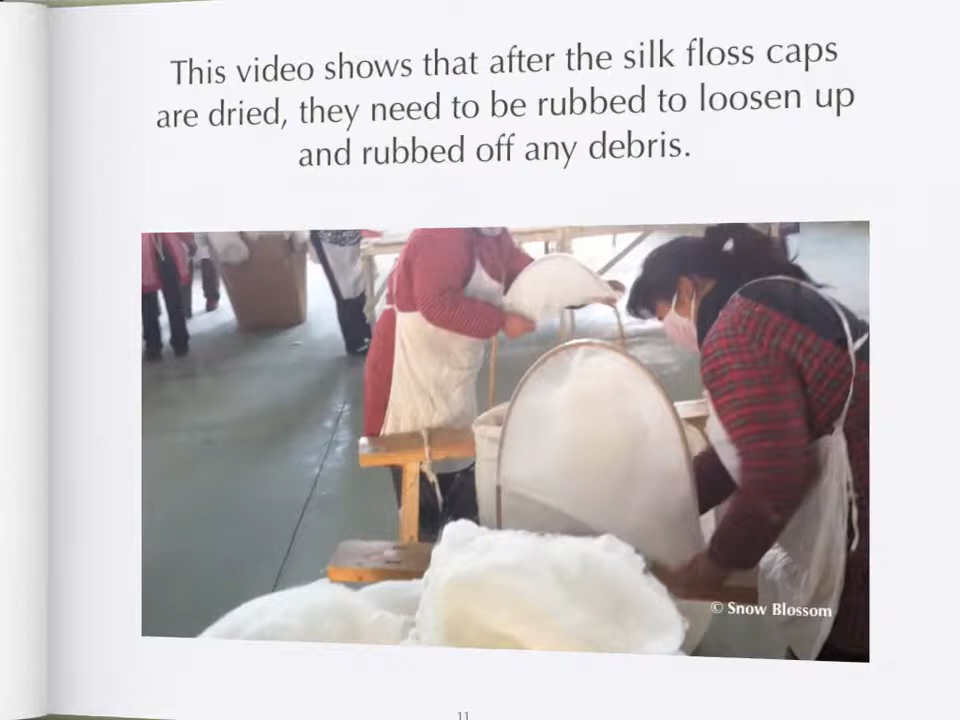 This video shows that after the silk floss caps
are dried, they need to be rubbed to loosen up
and rubbed off any debris.
© Snow Blossom
11